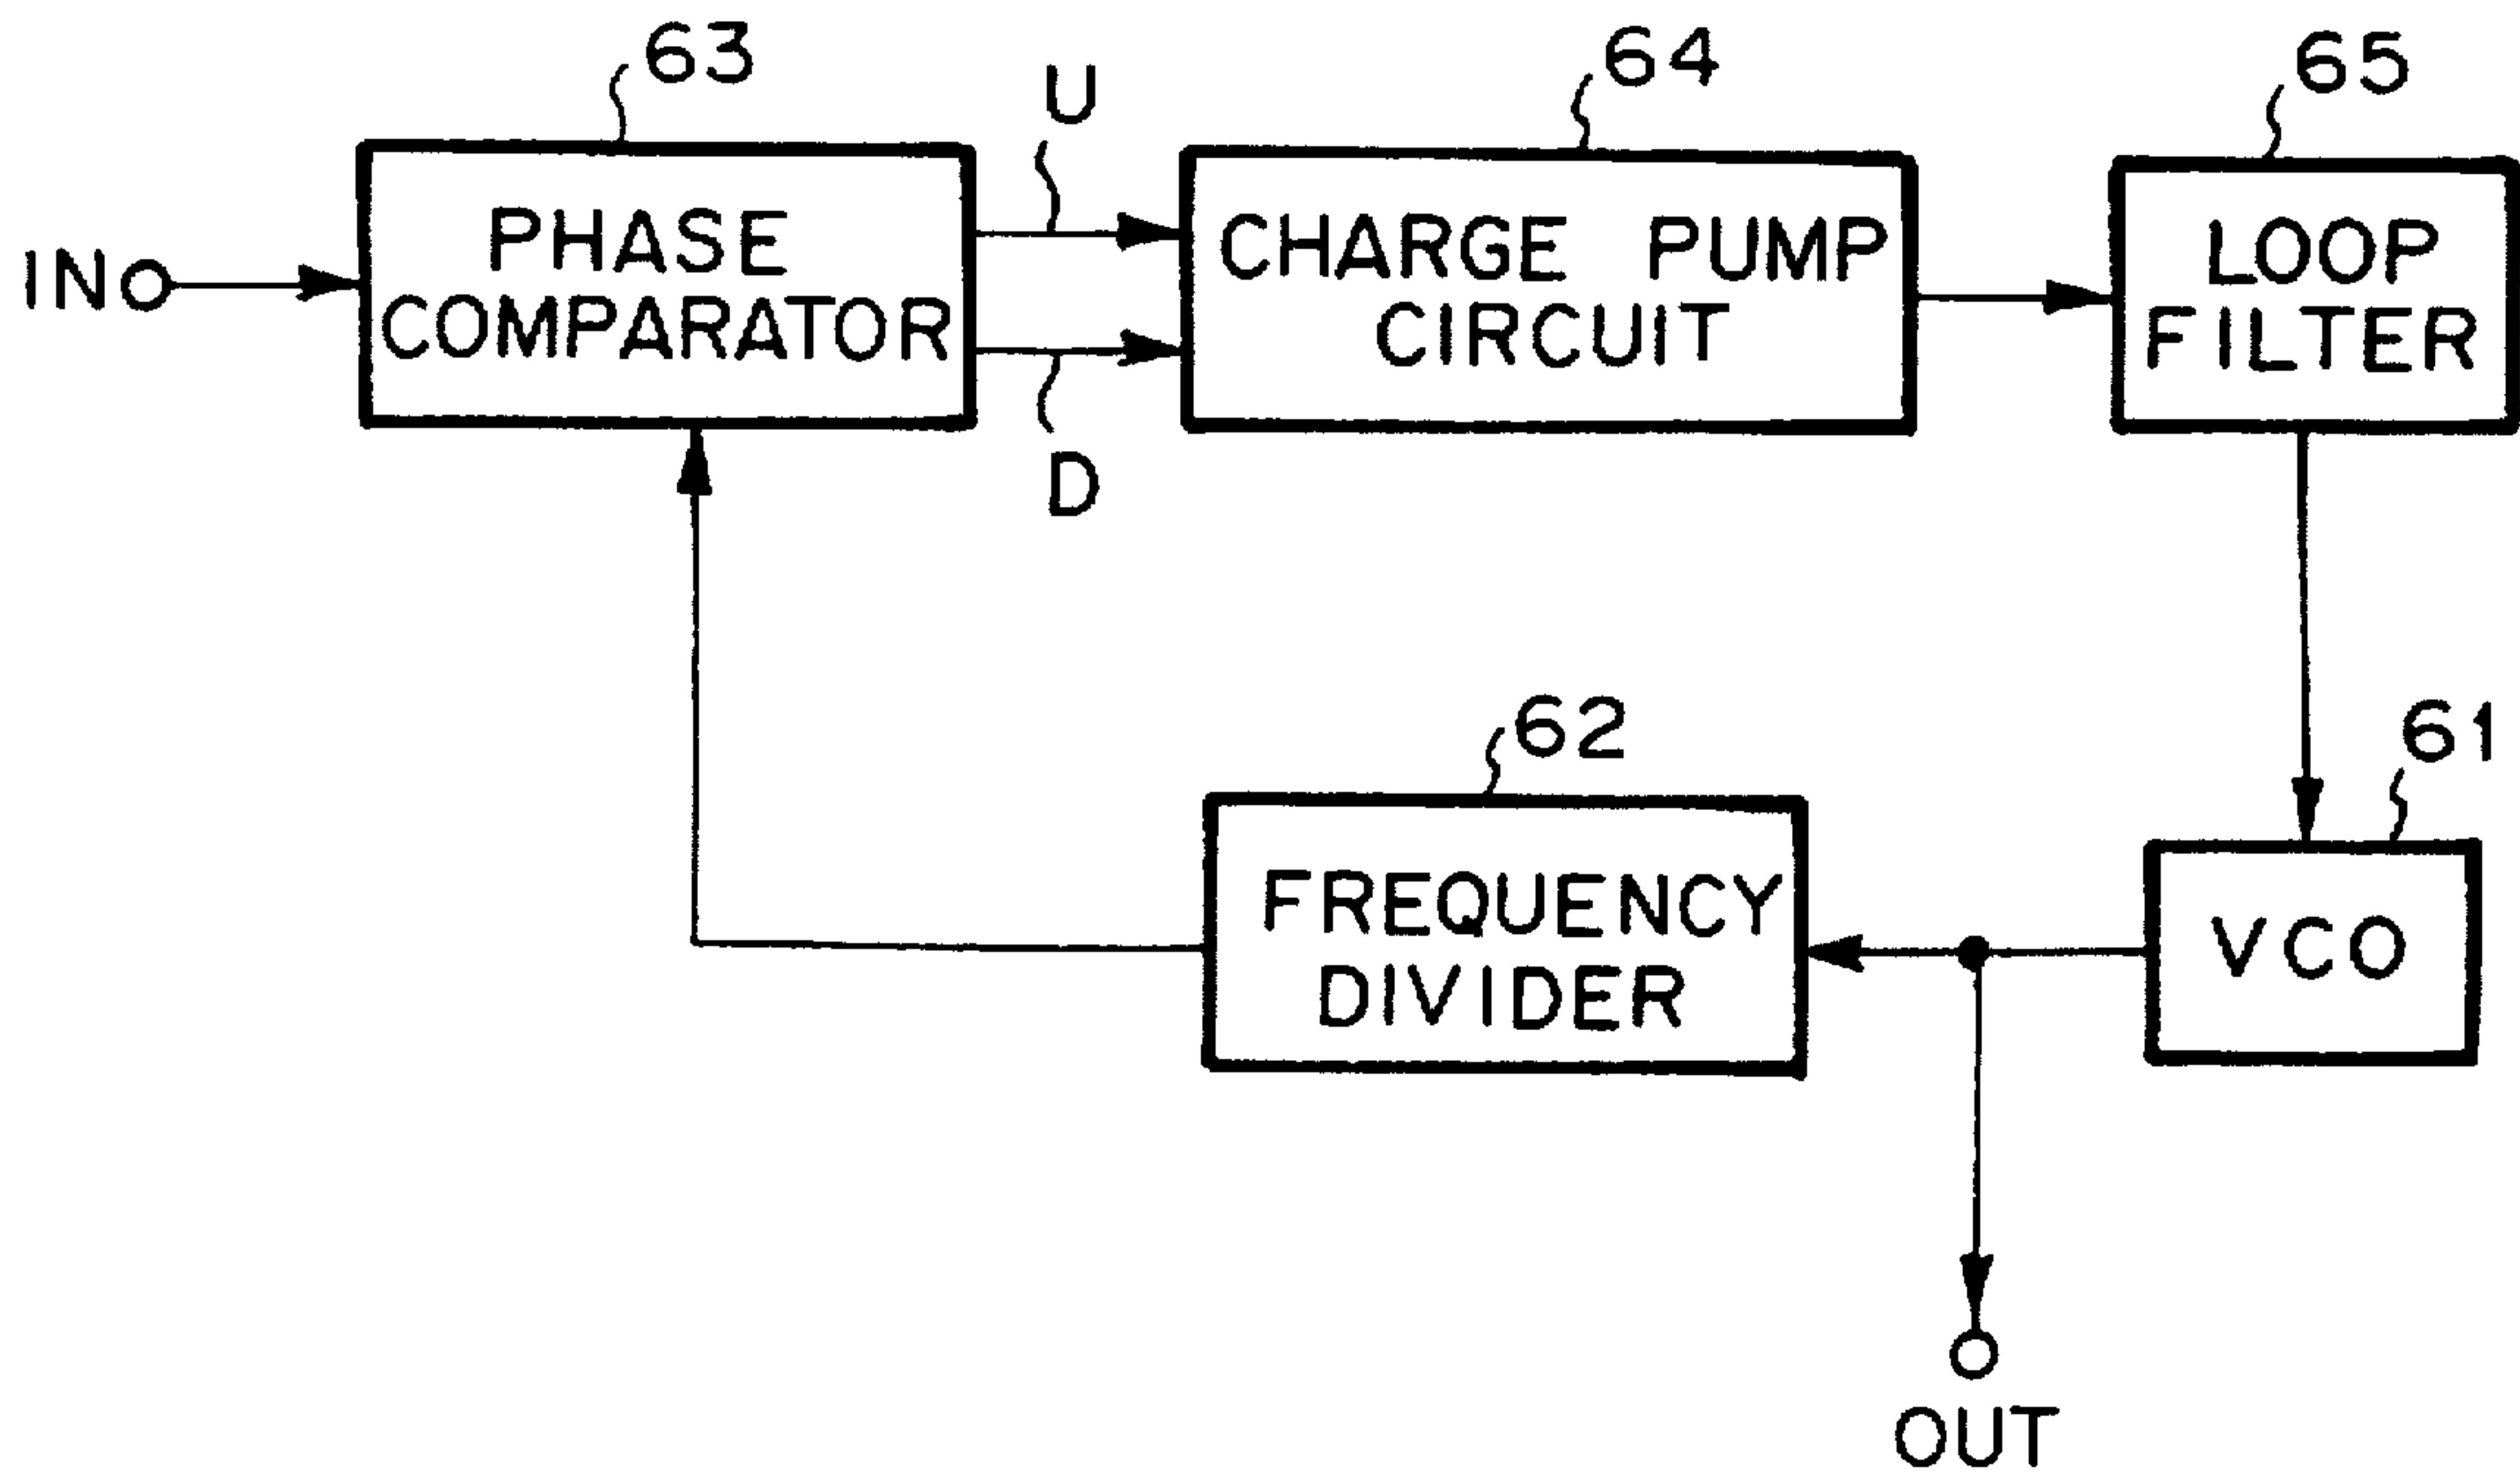 63
U
64
65
IN
PHASE
COMPARATOR
CHARGE PUMP
CIRCUIT
LOOP
FILTER
D
62
61
FREQUENCY
DIVIDER
VCO
OUT